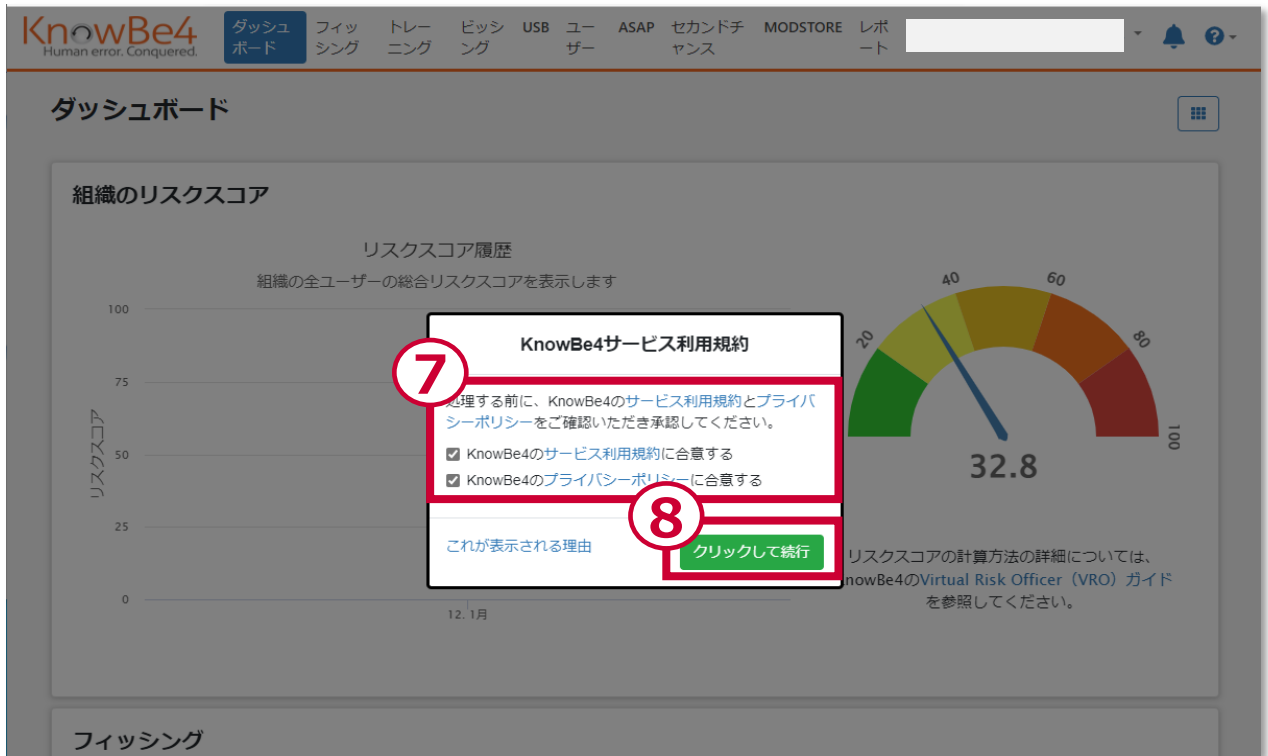 KnowBe4
Human error. Conquered.
ダッシュ
ボード
フィッ
シング
トレー
ニング
ビッシ
ング
USB
ユー
ザー
ASAP
セカンドチ
ャンス
MODSTORE
レポ
ート
ダッシュボード
組織のリスクスコア
リスクスコア履歴
組織の全ユーザーの総合リスクスコアを表示します
100
75
50
25
0
リスクスコア
12. 1月
KnowBe4サービス利用規約
⑦
処理する前に、KnowBe4のサービス利用規約とプライバ
シーポリシーをご確認いただき承認してください。
KnowBe4のサービス利用規約に合意する
KnowBe4のプライバシーポリシーに合意する
⑧
これが表示される理由
クリックして続行
20
40
60
80
100
32.8
リスクスコアの計算方法の詳細については、
nowBe4のVirtual Risk Officer（VRO）ガイド
を参照してください。
フィッシング